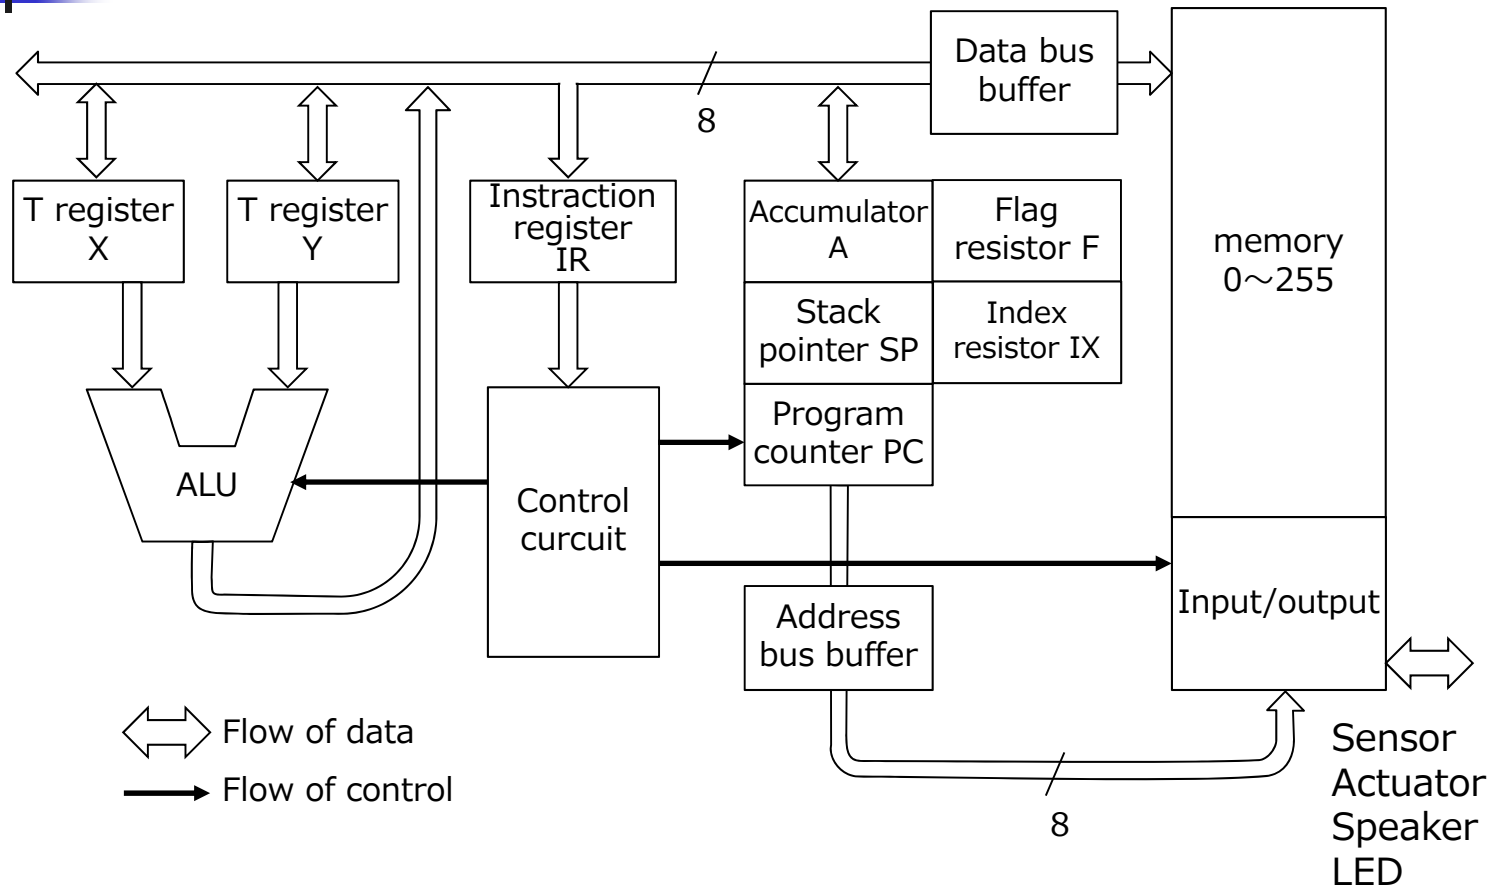 Data bus
buffer
8
T register
X
T register
Y
Instraction
register
IR
Accumulator
A
Flag
resistor F
memory
0～255
Stack
pointer SP
Index
resistor IX
Program
counter PC
ALU
Control
curcuit
Address
bus buffer
Input/output
Flow of data
Flow of control
8
Sensor
Actuator
Speaker
LED